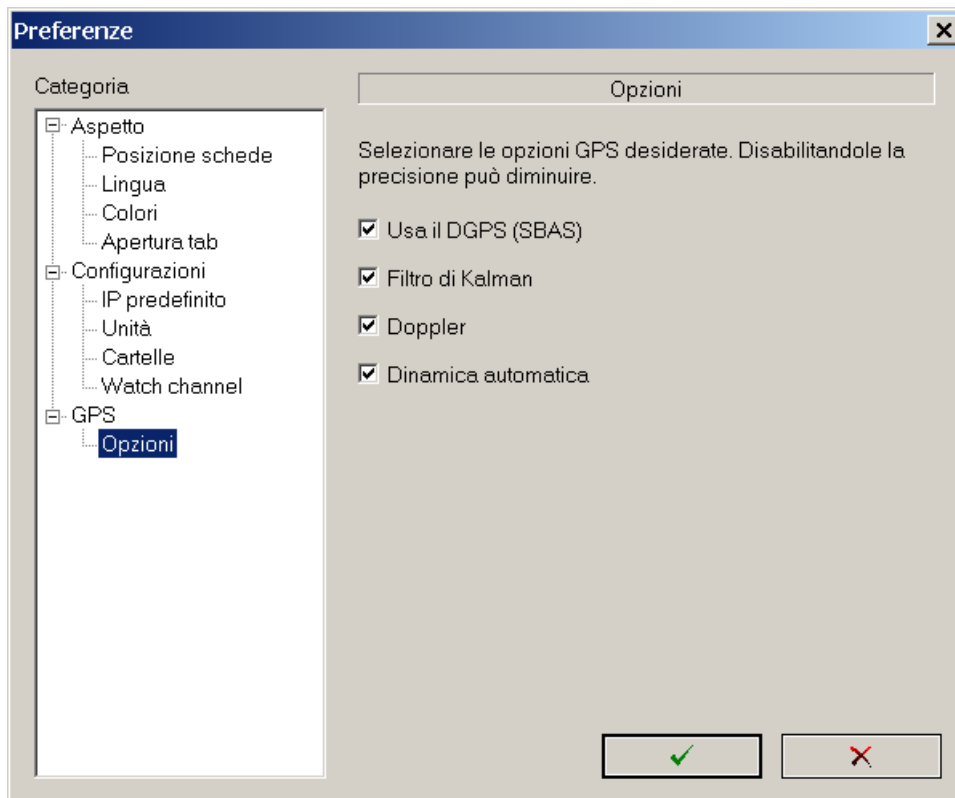 Preferenze
Categoria
Aspetto
Posizione schede
Lingua
Colori
Apertura tab
Configurazioni
IP predefinito
Unità
Cartelle
Watch channel
GPS
Opzioni
Opzioni
Selezionare le opzioni GPS desiderate. Disabilitandole la
precisione può diminuire.
Usa il DGPS (SBAS)
Filtro di Kalman
Doppler
Dinamica automatica